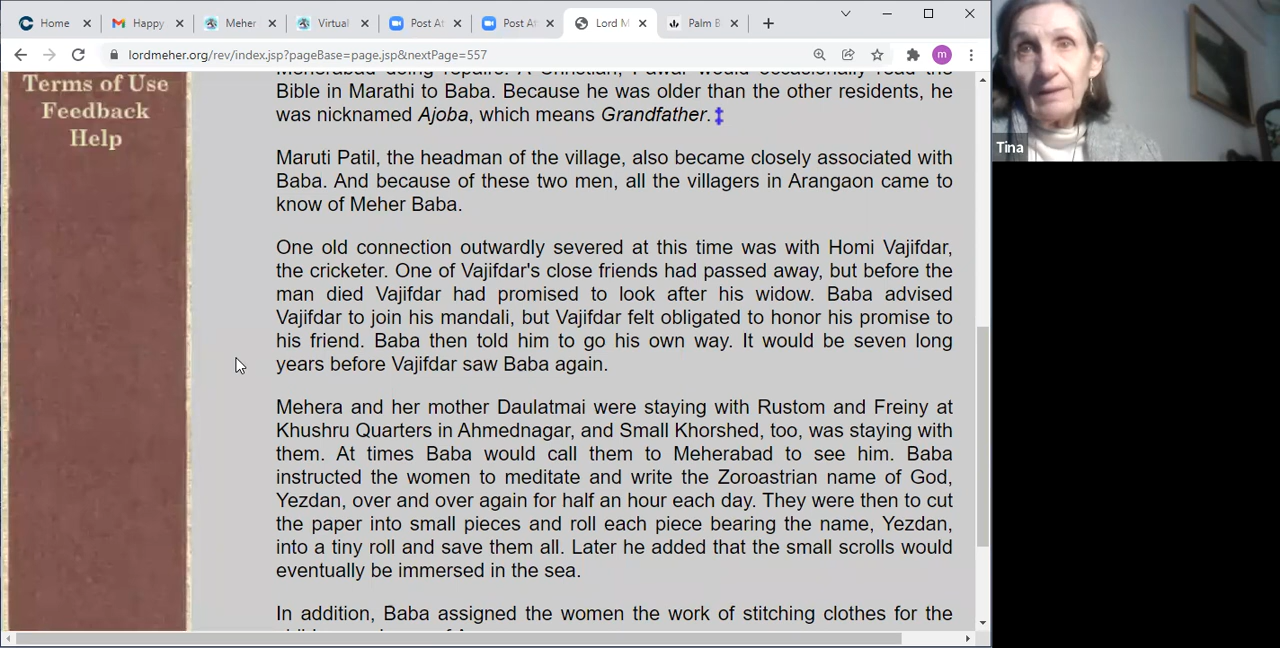 Home
Happy
Meher
Virtual
Post At
Post At
Lord M
Palm B
lordmeher.org/rev/index.jsp?pageBase=page.jsp&nextPage=557
m
Terms of Use
Feedback
Help
Bible in Marathi to Baba. Because he was older than the other residents, he
was nicknamed Ajoba, which means Grandfather.‡
Maruti Patil, the headman of the village, also became closely associated with
Baba. And because of these two men, all the villagers in Arangaon came to
know of Meher Baba.
One old connection outwardly severed at this time was with Homi Vajifdar,
the cricketer. One of Vajifdar's close friends had passed away, but before the
man died Vajifdar had promised to look after his widow. Baba advised
Vajifdar to join his mandali, but Vajifdar felt obligated to honor his promise to
his friend. Baba then told him to go his own way. It would be seven long
years before Vajifdar saw Baba again.
Mehera and her mother Daulatmai were staying with Rustom and Freiny at
Khushru Quarters in Ahmednagar, and Small Khorshed, too, was staying with
them. At times Baba would call them to Meherabad to see him. Baba
instructed the women to meditate and write the Zoroastrian name of God,
Yezdan, over and over again for half an hour each day. They were then to cut
the paper into small pieces and roll each piece bearing the name, Yezdan,
into a tiny roll and save them all. Later he added that the small scrolls would
eventually be immersed in the sea.
In addition, Baba assigned the women the work of stitching clothes for the
Tina